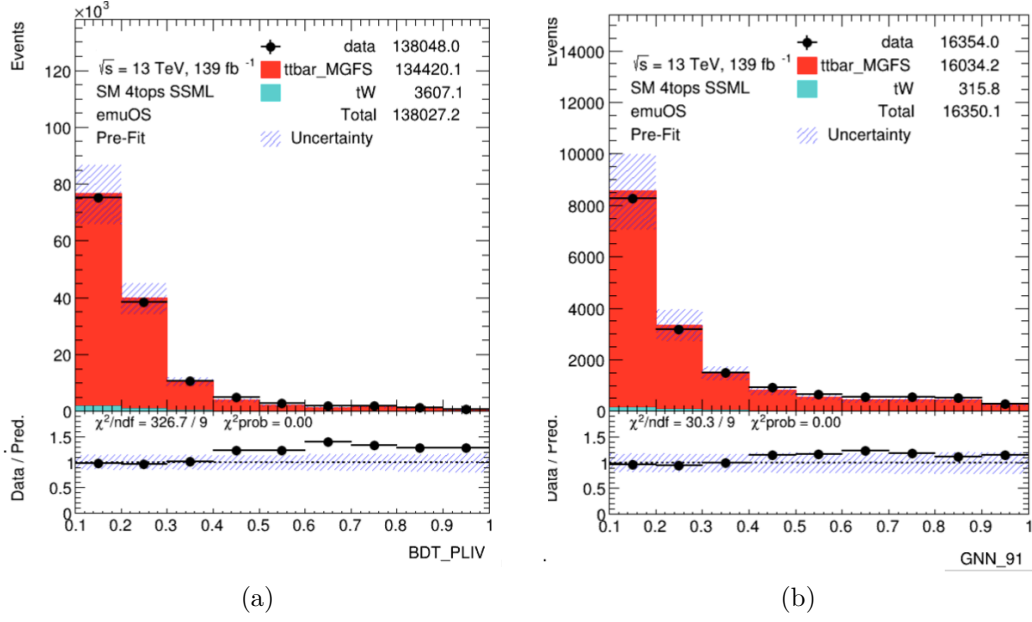 ×10³
Events
120
100
80
60
40
20
0
data 138048.0
√s = 13 TeV, 139 fb⁻¹ ttbar_MGFS 134420.1
SM 4tops SSML tW 3607.1
emuOS Total 138027.2
Pre-Fit Uncertainty
χ²/ndf = 326.7 / 9 χ²prob = 0.00
Data / Pred.
1.5
1
0.5
0
0.1 0.2 0.3 0.4 0.5 0.6 0.7 0.8 0.9 1
BDT_PLIV
(a)
Events
14000
12000
10000
8000
6000
4000
2000
0
data 16354.0
√s = 13 TeV, 139 fb⁻¹ ttbar_MGFS 16034.2
SM 4tops SSML tW 315.8
emuOS Total 16350.1
Pre-Fit Uncertainty
χ²/ndf = 30.3 / 9 χ²prob = 0.00
Data / Pred.
1.5
1
0.5
0
0.1 0.2 0.3 0.4 0.5 0.6 0.7 0.8 0.9 1
GNN_91
(b)